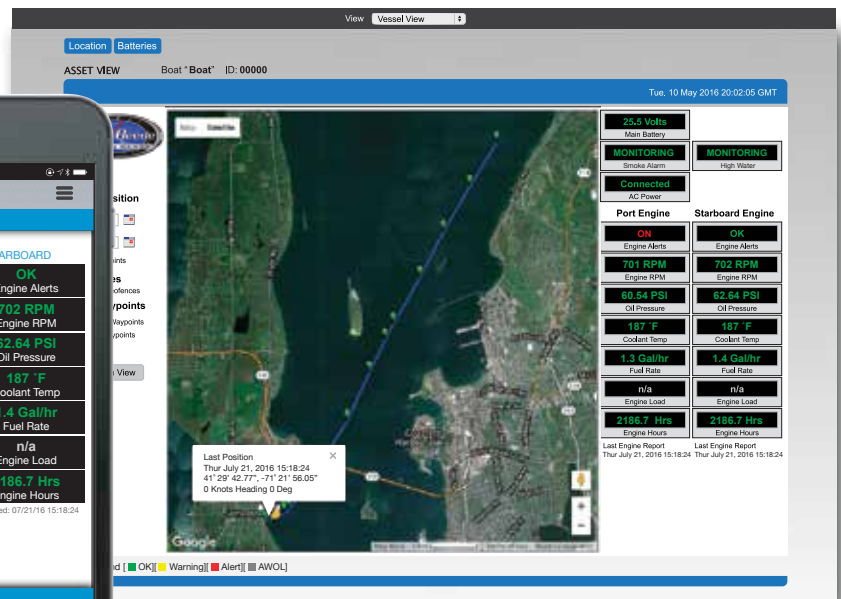 View Vessel View
Location Batteries
ASSET VIEW Boat "Boat" ID: 00000
Tue, 10 May 2016 20:02:05 GMT
25.5 Volts
Main Battery
MONITORING MONITORING
Smoke Alarm High Water
Connected
AC Power
Port Engine Starboard Engine
ON OK
Engine Alerts Engine Alerts
701 RPM 702 RPM
Engine RPM Engine RPM
60.54 PSI 62.64 PSI
Oil Pressure Oil Pressure
187 °F 187 °F
Coolant Temp Coolant Temp
1.3 Gal/hr 1.4 Gal/hr
Fuel Rate Fuel Rate
n/a n/a
Engine Load Engine Load
2186.7 Hrs 2186.7 Hrs
Engine Hours Engine Hours
Last Engine Report Last Engine Report
Thur July 21, 2016 15:18:24 Thur July 21, 2016 15:18:24
sition
ints
es
ofences
ypoints
Waypoints
ypoints
View
Last Position
Thur July 21, 2016 15:18:24
41° 29' 42.77", -71° 21' 56.05"
0 Knots Heading 0 Deg
Google
nd [ OK][ Warning][ Alert][ AWOL]
ARBOARD
OK
ngine Alerts
702 RPM
Engine RPM
62.64 PSI
Oil Pressure
187 °F
oolant Temp
.4 Gal/hr
Fuel Rate
n/a
Engine Load
186.7 Hrs
ngine Hours
ed: 07/21/16 15:18:24